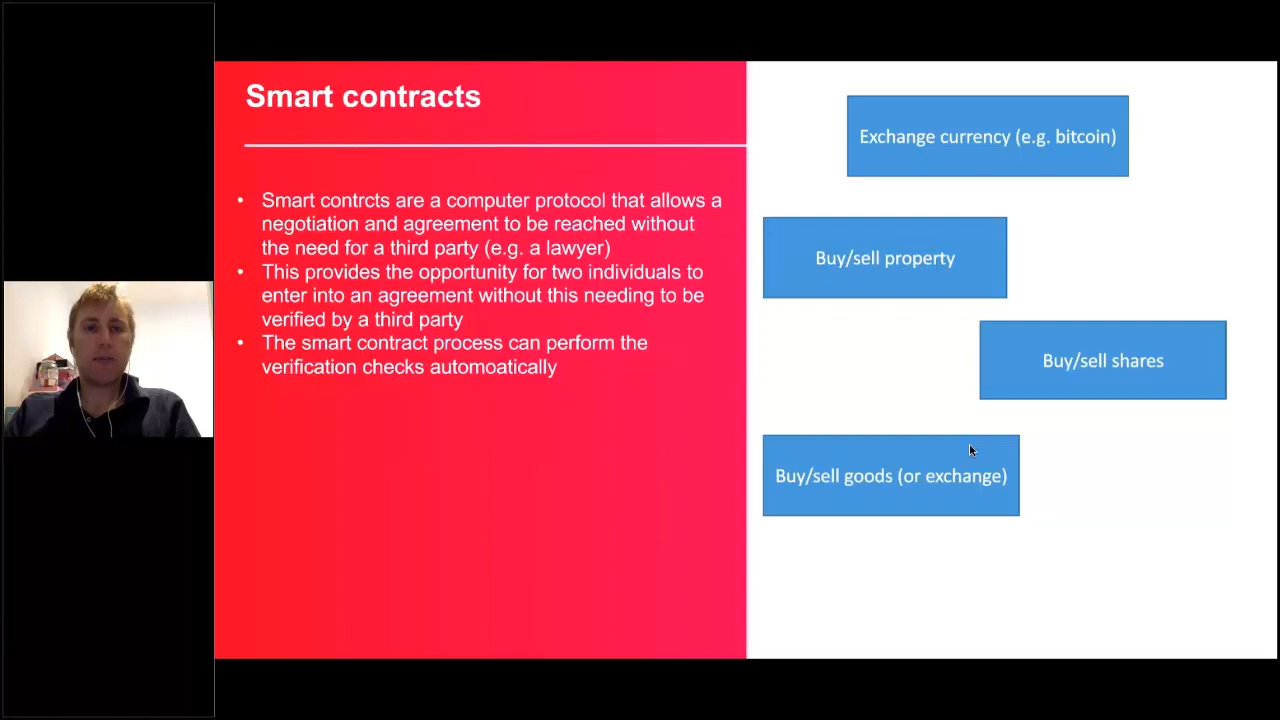 Smart contracts
• Smart contrcts are a computer protocol that allows a
negotiation and agreement to be reached without
the need for a third party (e.g. a lawyer)
• This provides the opportunity for two individuals to
enter into an agreement without this needing to be
verified by a third party
• The smart contract process can perform the
verification checks automoatically
Exchange currency (e.g. bitcoin)
Buy/sell property
Buy/sell shares
Buy/sell goods (or exchange)